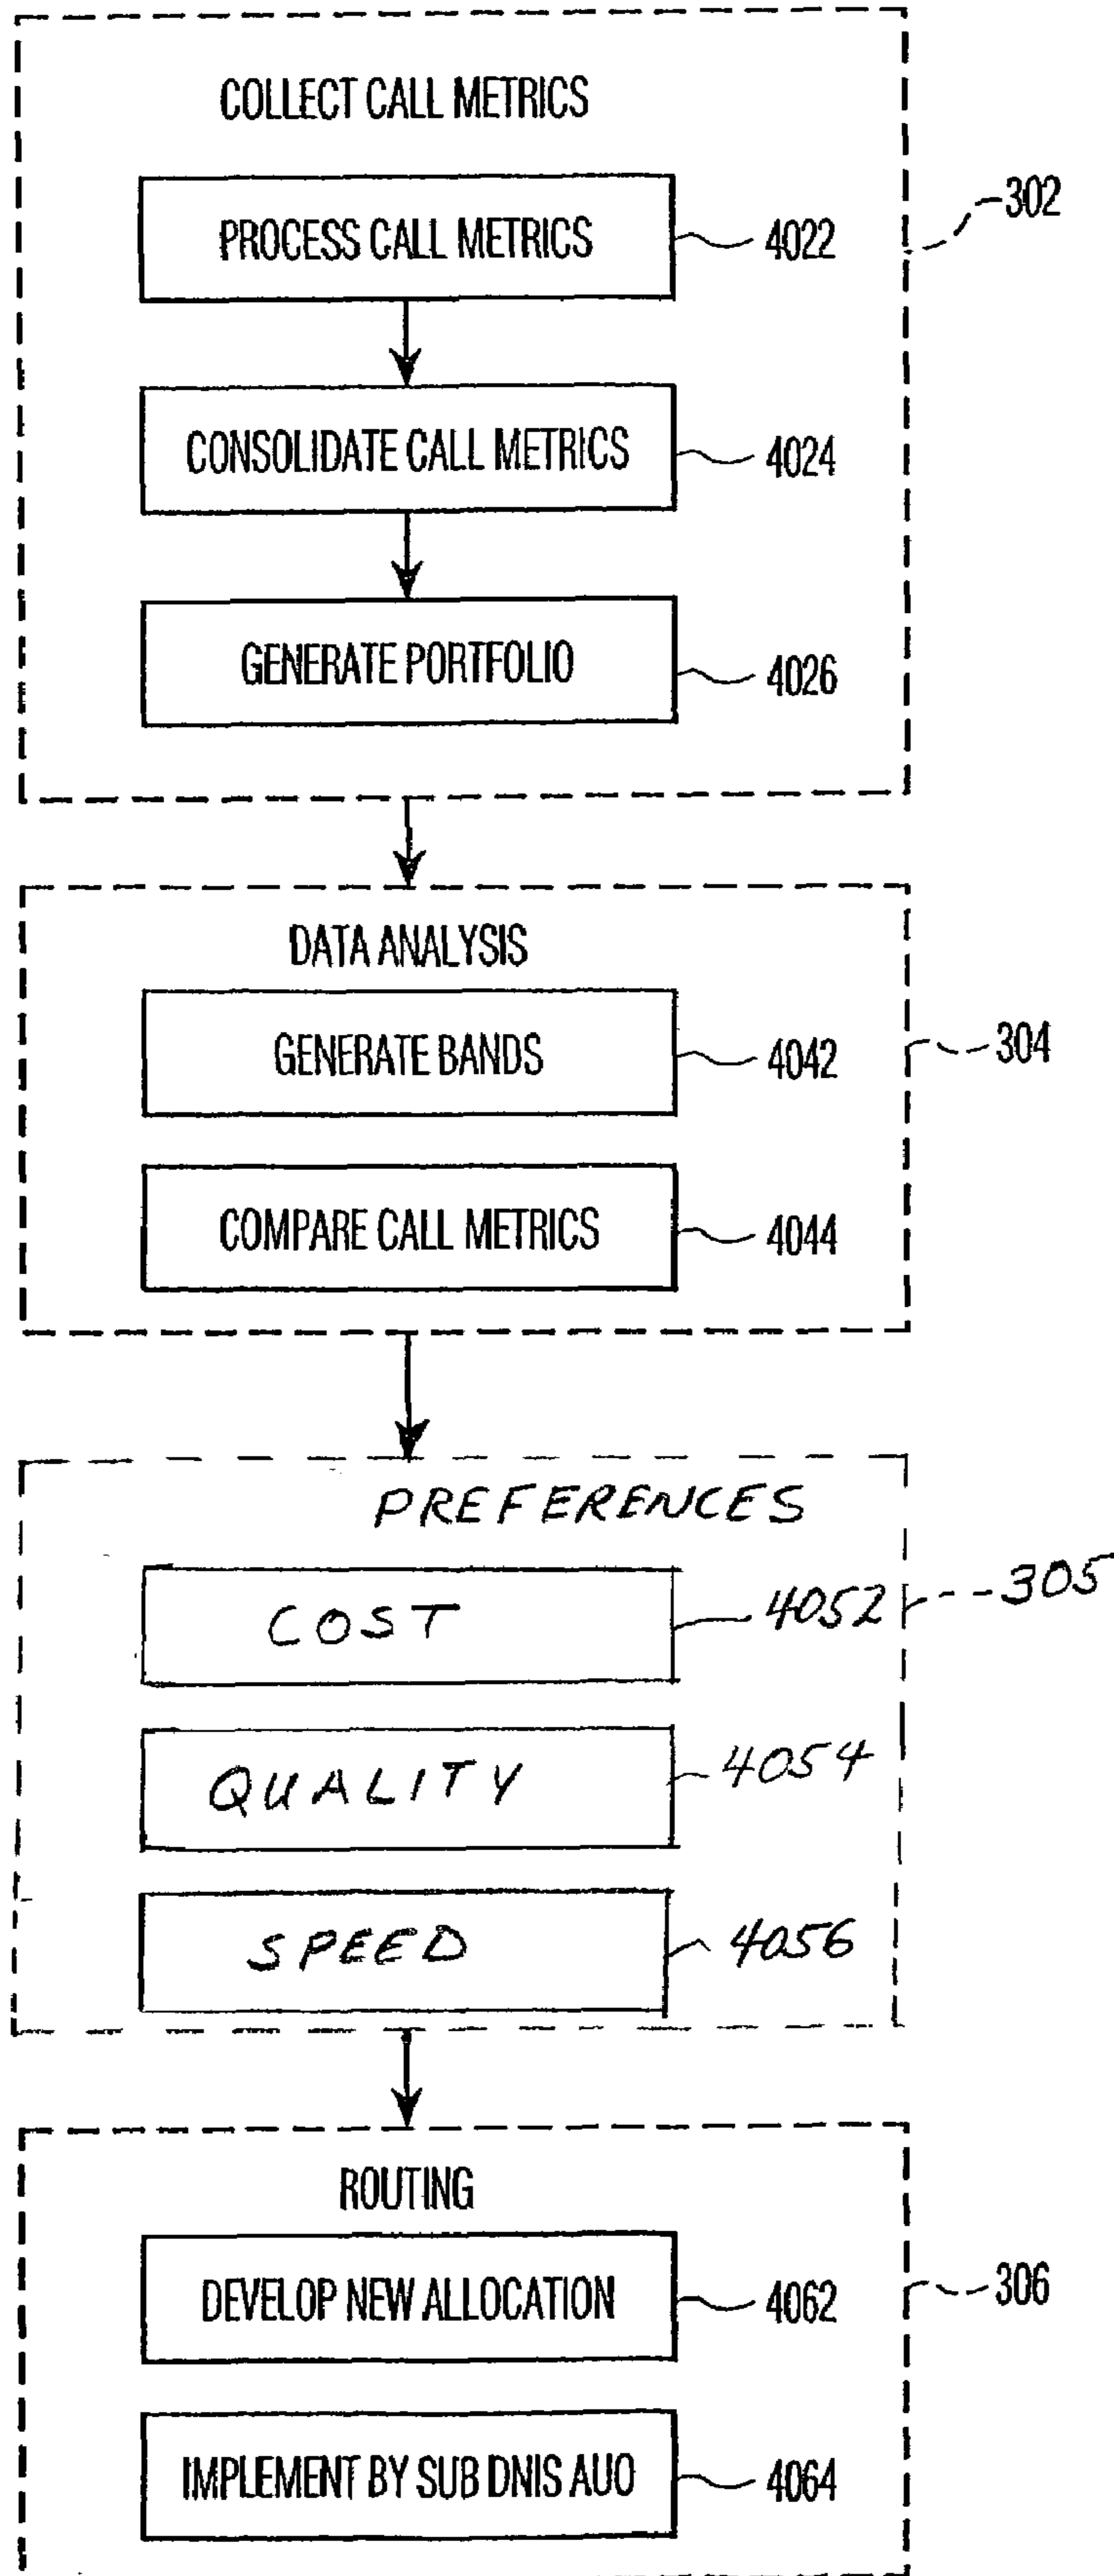 COLLECT CALL METRICS
302
PROCESS CALL METRICS
4022
CONSOLIDATE CALL METRICS
4024
GENERATE PORTFOLIO
4026
DATA ANALYSIS
GENERATE BANDS
4042
304
COMPARE CALL METRICS
4044
PREFERENCES
COST
4052
305
QUALITY
4054
SPEED
4056
ROUTING
DEVELOP NEW ALLOCATION
4062
306
IMPLEMENT BY SUB DNIS AUO
4064